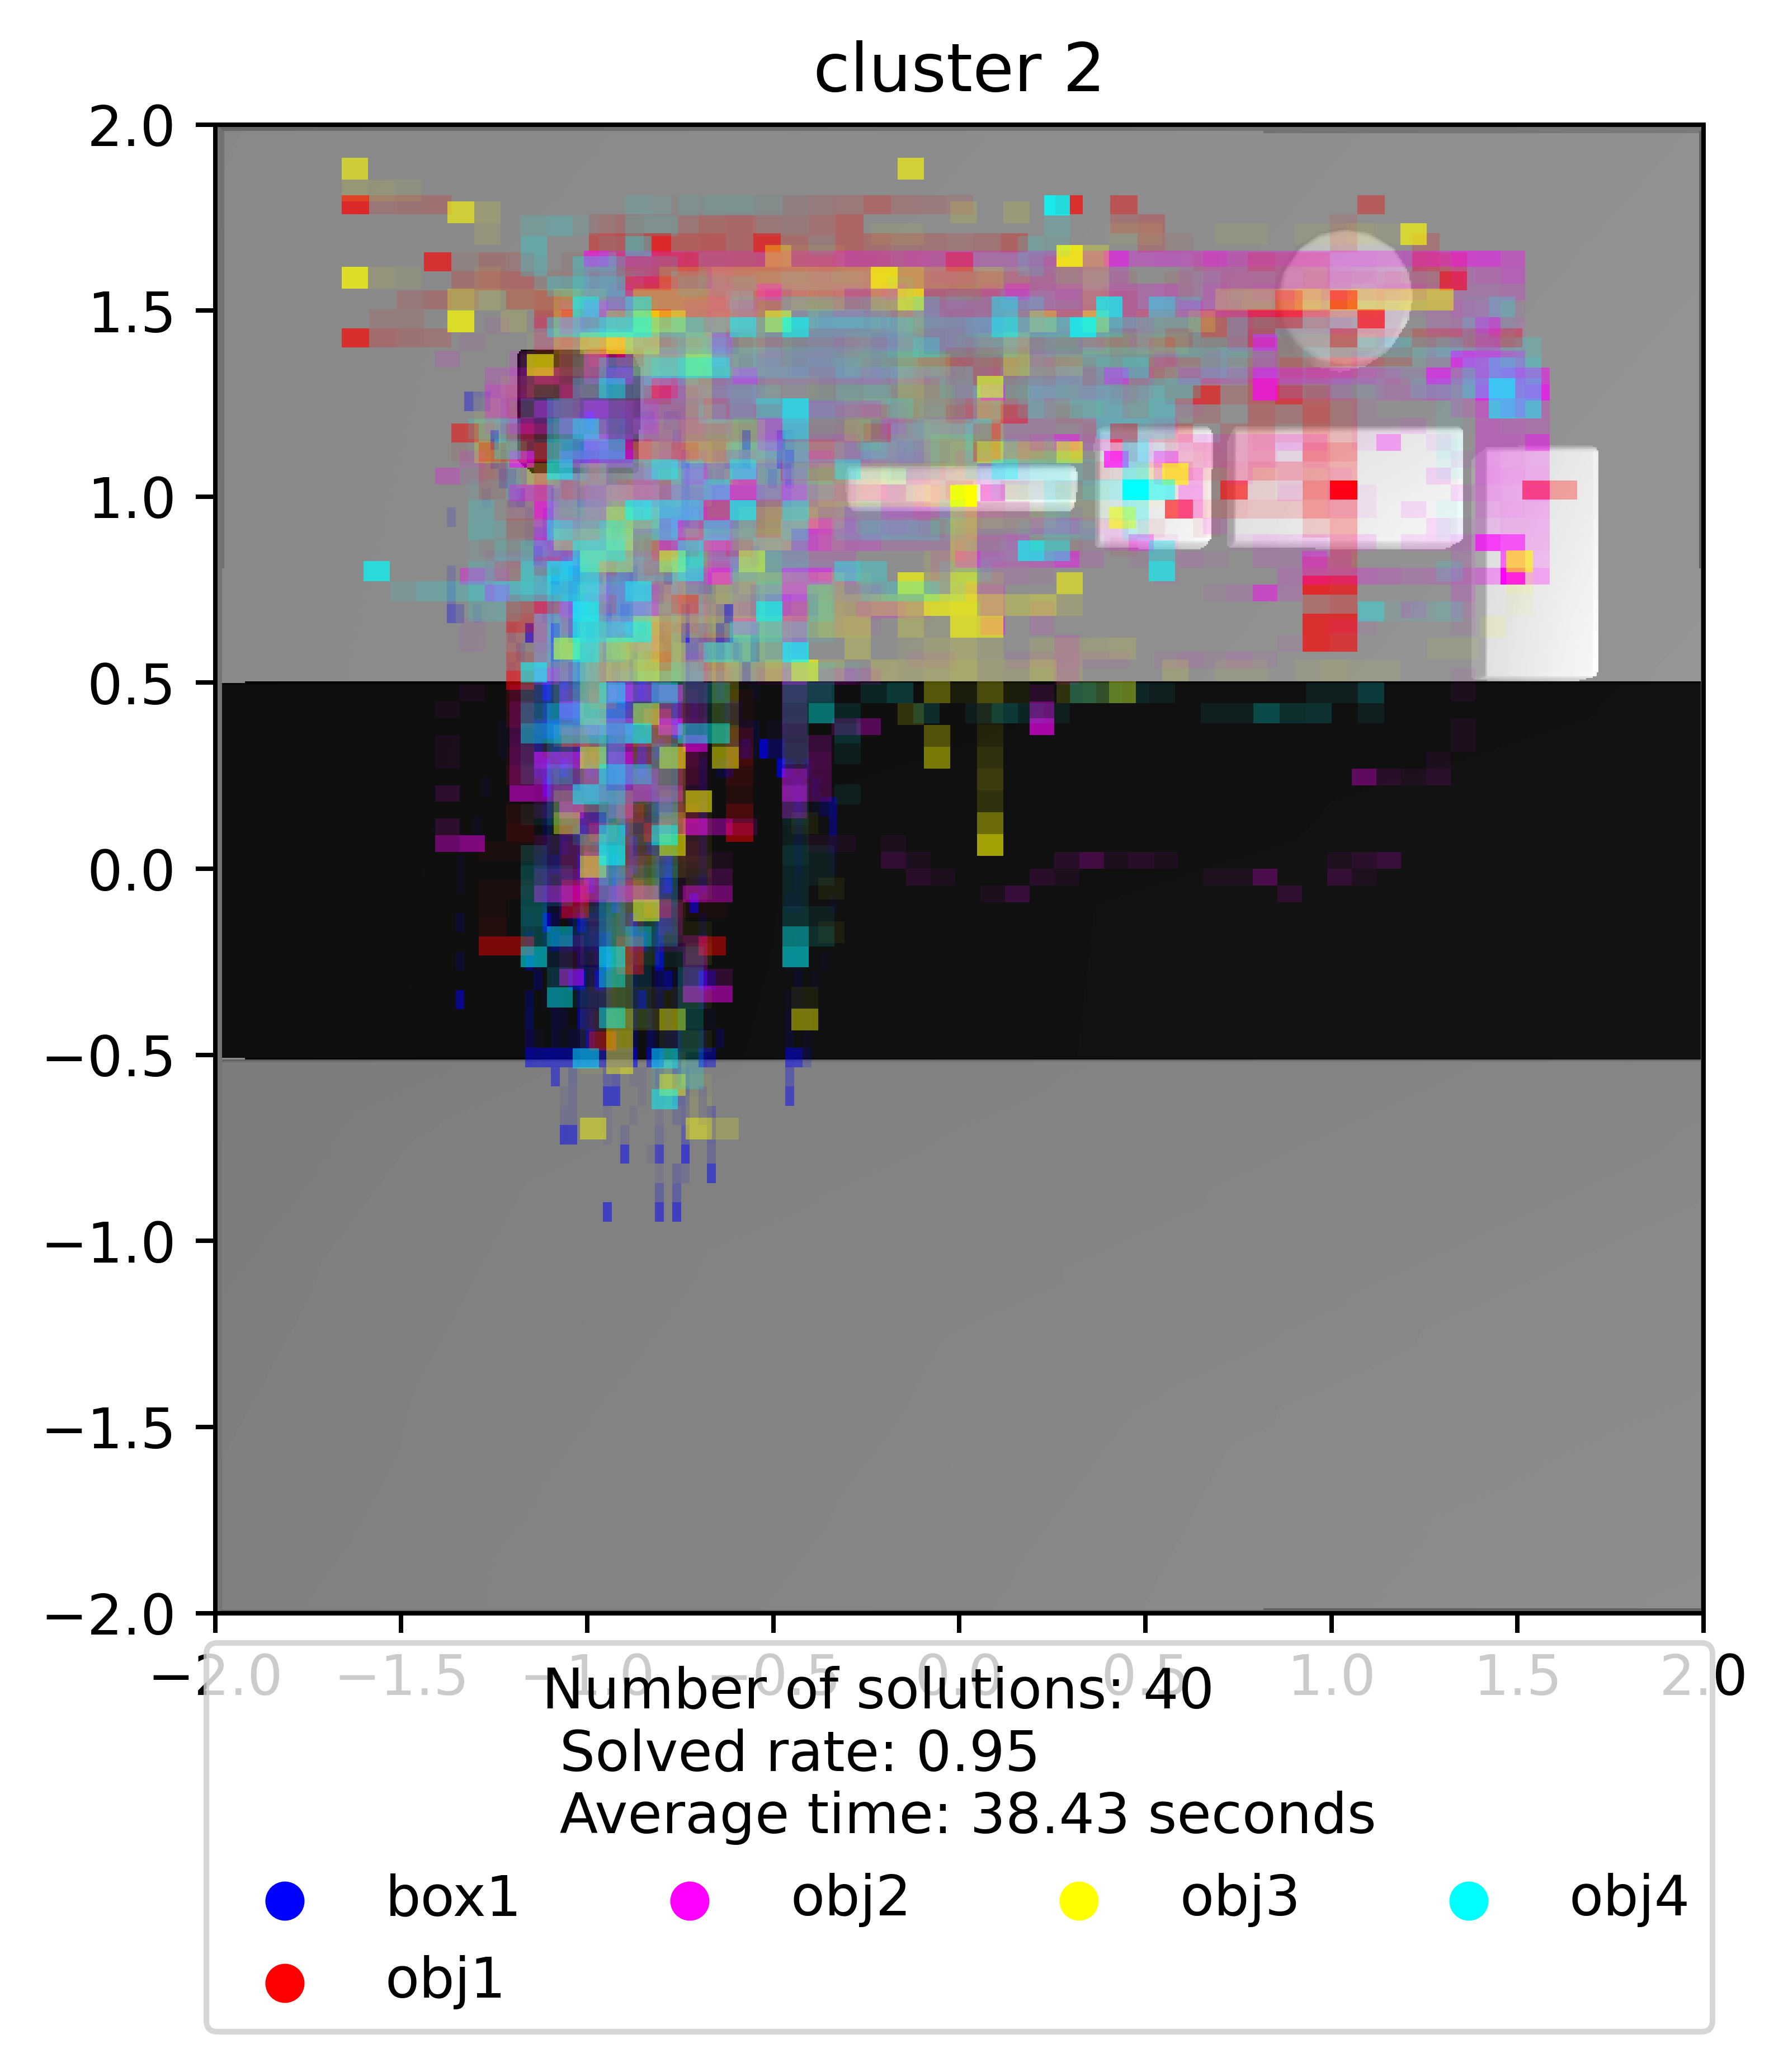 cluster 2
2.0
1.5
1.0
0.5
0.0
−0.5
−1.0
−1.5
−2.0
−2.0 −1.5 −1.0 −0.5 0.0 0.5 1.0 1.5 2.0
Number of solutions: 40
Solved rate: 0.95
Average time: 38.43 seconds
box1 obj2 obj3 obj4
obj1